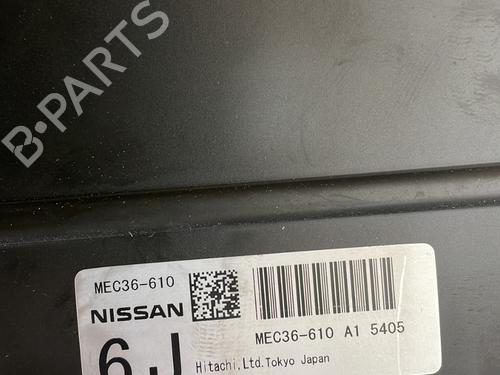 B-PARTS
MEC36-610
NISSAN
MEC36-610 A1 5405
6J
Hitachi,Ltd.Tokyo Japan